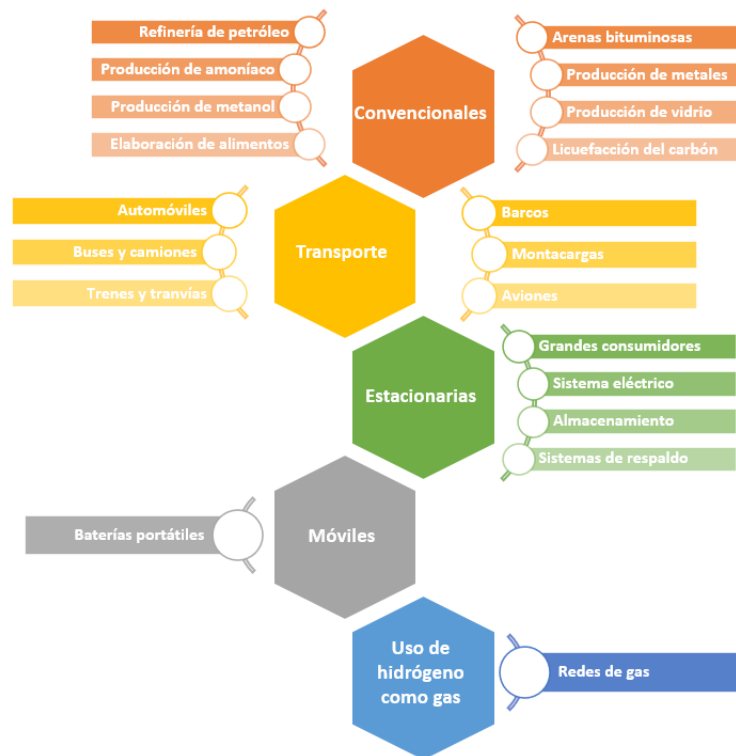 Refinería de petróleo
Producción de amoníaco
Producción de metanol
Elaboración de alimentos
Convencionales
Arenas bituminosas
Producción de metales
Producción de vidrio
Licuefacción del carbón
Automóviles
Buses y camiones
Trenes y tranvías
Transporte
Barcos
Montacargas
Aviones
Estacionarias
Grandes consumidores
Sistema eléctrico
Almacenamiento
Sistemas de respaldo
Baterías portátiles
Móviles
Uso de
hidrógeno
como gas
Redes de gas